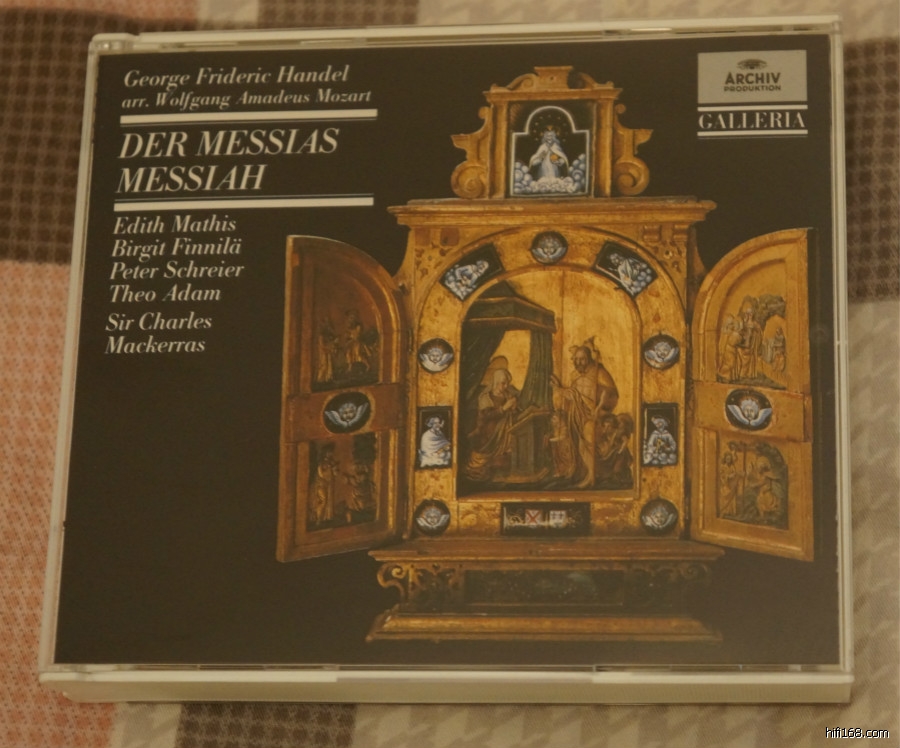 George Frideric Handel
arr. Wolfgang Amadeus Mozart
DER MESSIAS
MESSIAH
Edith Mathis
Birgit Finnilä
Peter Schreier
Theo Adam
Sir Charles
Mackerras
ARCHIV
PRODUKTION
GALLERIA
hifi168.com